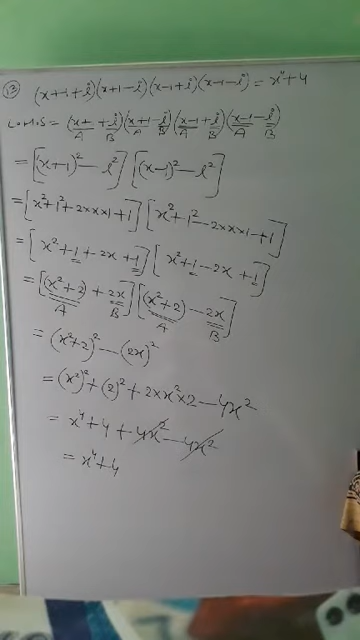 (12) (x+1+i)(x+1-i)(x-1+i)(x-1-i) = x⁴+4
L.H.S = (x+1+i)(x+1-i)(x-1+i)(x-1-i)
A B A B A B A B
= [(x+1)²-i²] [(x-1)²-i²]
= [x²+1²+2×x×1+1] [x²+1²-2×x×1+1]
= [x²+1+2x+1] [x²+1-2x+1]
= [(x²+2)+2x] [(x²+2)-2x]
A B A B
= (x²+2)²-(2x)²
= (x²)²+(2)²+2×x²×2-4x²
= x⁴+4+4x²-4x²
= x⁴+4